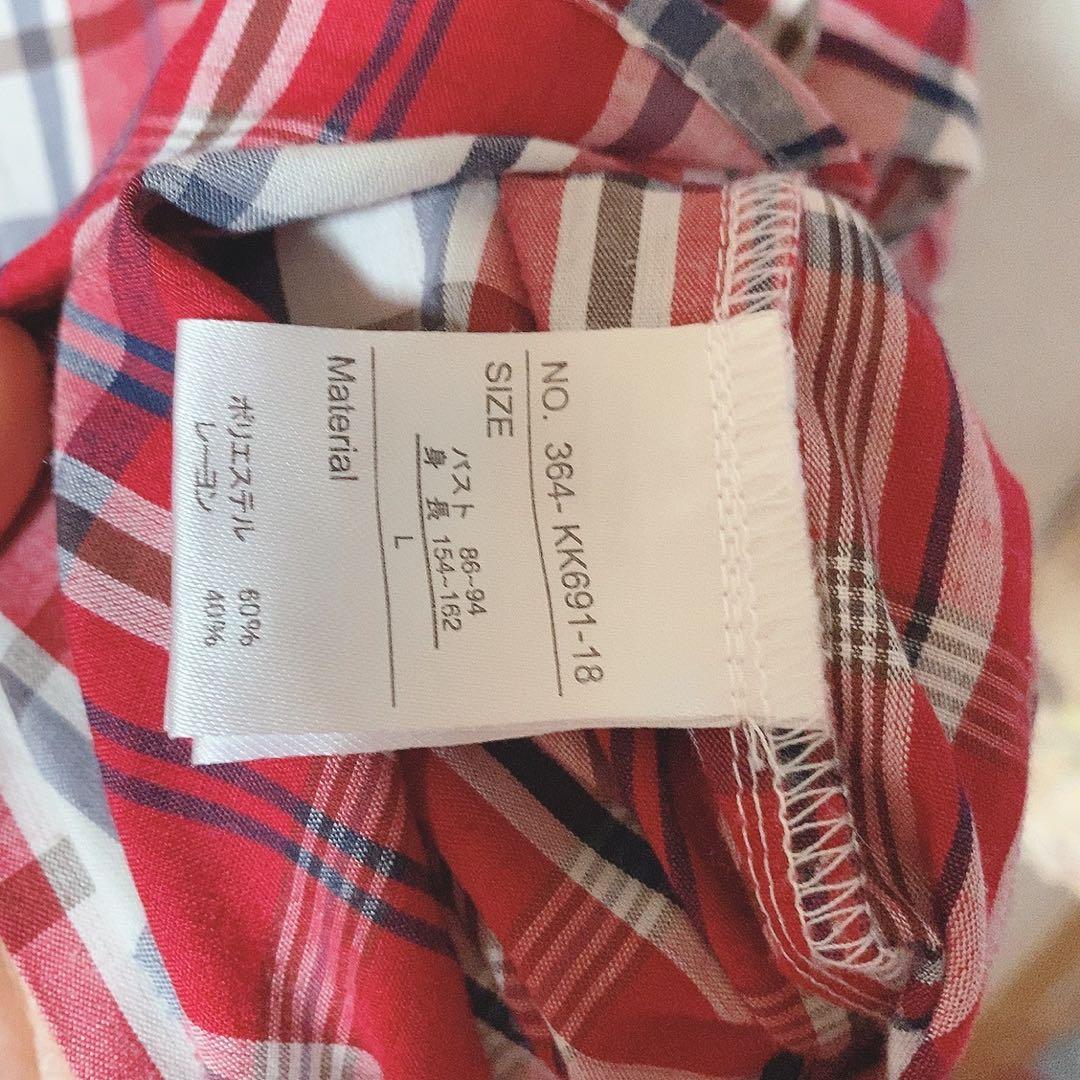 NO. 364- KK691-18
SIZE
バスト 86~94
身 長 154~162
L
Material
ポリエステル 60%
レーヨン 40%